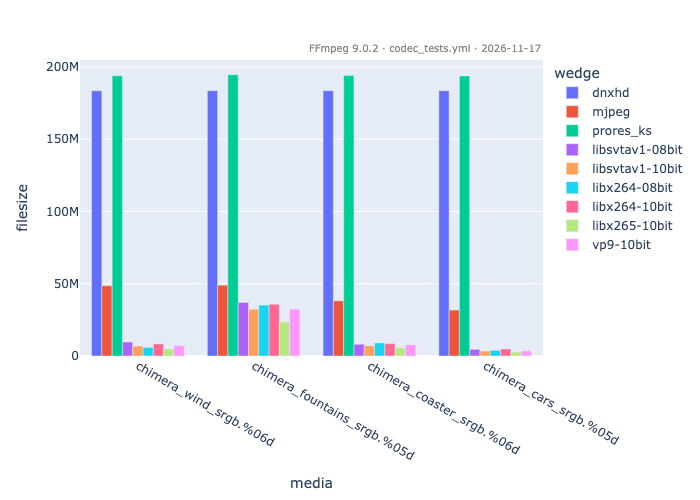 FFmpeg 9.0.2 · codec_tests.yml · 2026-11-17
wedge
dnxhd
mjpeg
prores_ks
libsvtav1-08bit
libsvtav1-10bit
libx264-08bit
libx264-10bit
libx265-10bit
vp9-10bit
filesize
200M
150M
100M
50M
0
chimera_wind_srgb.%06d
chimera_fountains_srgb.%05d
chimera_coaster_srgb.%06d
chimera_cars_srgb.%05d
media